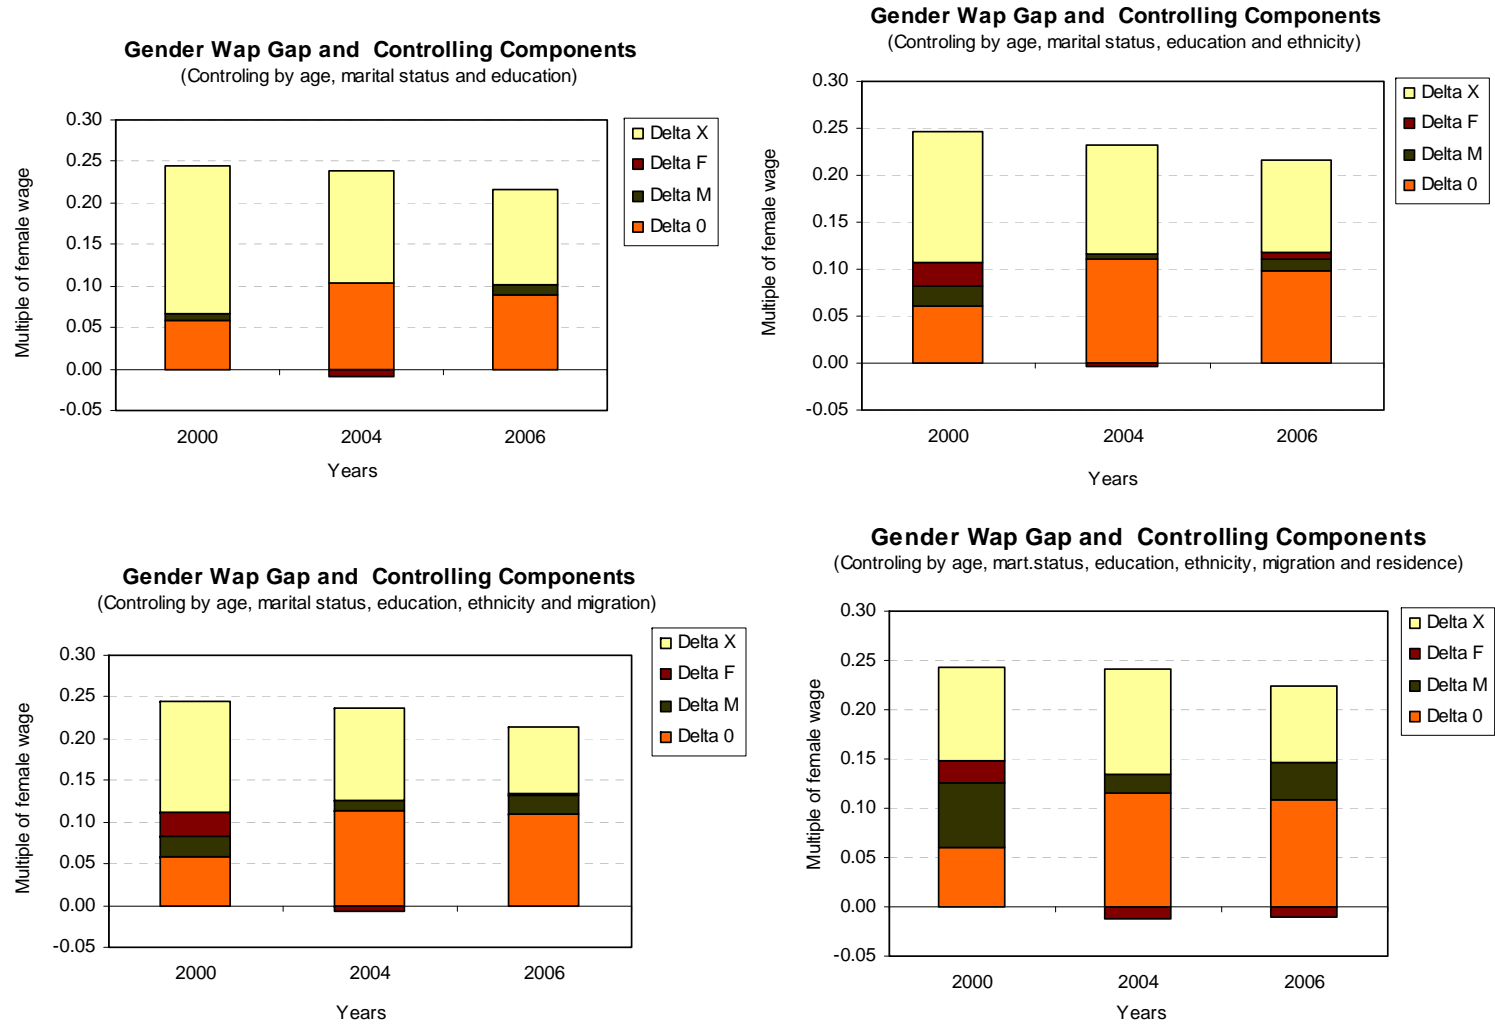 Gender Wap Gap and Controlling Components
(Controling by age, marital status and education)
0.30
0.25
0.20
0.15
0.10
0.05
0.00
-0.05
Multiple of female wage
2000 2004 2006
Years
Delta X
Delta F
Delta M
Delta 0
Gender Wap Gap and Controlling Components
(Controling by age, marital status, education and ethnicity)
0.30
0.25
0.20
0.15
0.10
0.05
0.00
-0.05
Multiple of female wage
2000 2004 2006
Years
Delta X
Delta F
Delta M
Delta 0
Gender Wap Gap and Controlling Components
(Controling by age, marital status, education, ethnicity and migration)
0.30
0.25
0.20
0.15
0.10
0.05
0.00
-0.05
Multiple of female wage
2000 2004 2006
Years
Delta X
Delta F
Delta M
Delta 0
Gender Wap Gap and Controlling Components
(Controling by age, mart.status, education, ethnicity, migration and residence)
0.30
0.25
0.20
0.15
0.10
0.05
0.00
-0.05
Multiple of female wage
2000 2004 2006
Years
Delta X
Delta F
Delta M
Delta 0